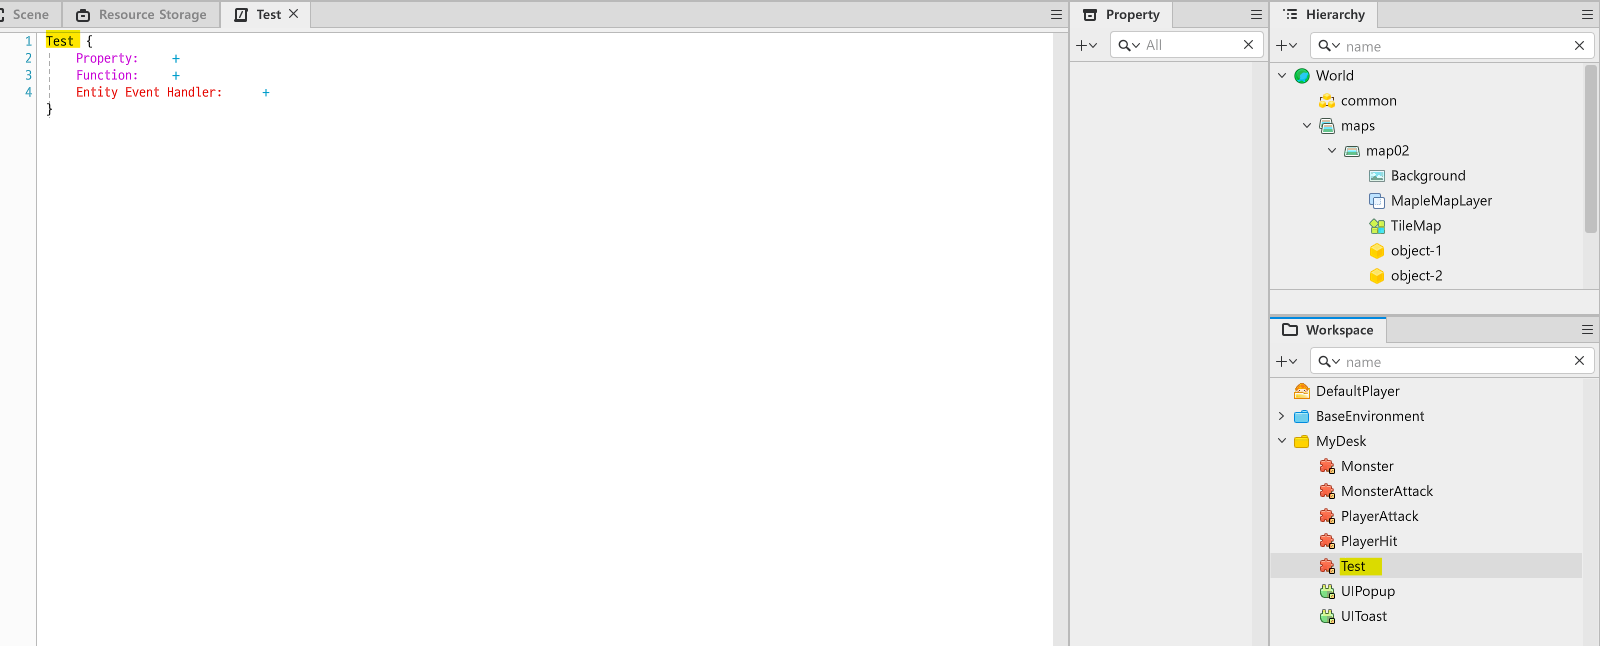 Scene
Resource Storage
Test
1 Test {
2 Property: +
3 Function: +
4 Entity Event Handler: +
}
Property
All
Hierarchy
name
World
common
maps
map02
Background
MapleMapLayer
TileMap
object-1
object-2
Workspace
name
DefaultPlayer
BaseEnvironment
MyDesk
Monster
MonsterAttack
PlayerAttack
PlayerHit
Test
UIPopup
UIToast